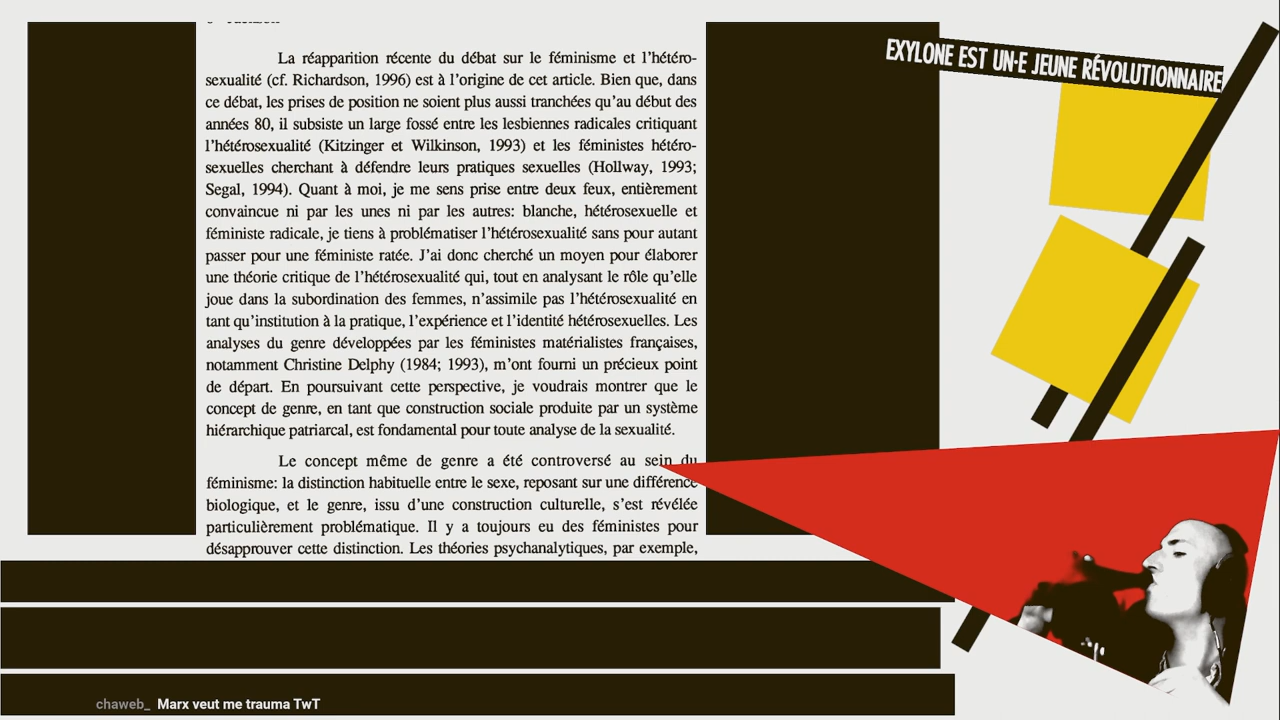 La réapparition récente du débat sur le féminisme et l'hétéro-
sexualité (cf. Richardson, 1996) est à l'origine de cet article. Bien que, dans
ce débat, les prises de position ne soient plus aussi tranchées qu'au début des
années 80, il subsiste un large fossé entre les lesbiennes radicales critiquant
l'hétérosexualité (Kitzinger et Wilkinson, 1993) et les féministes hétéro-
sexuelles cherchant à défendre leurs pratiques sexuelles (Hollway, 1993;
Segal, 1994). Quant à moi, je me sens prise entre deux feux, entièrement
convaincue ni par les unes ni par les autres: blanche, hétérosexuelle et
féministe radicale, je tiens à problématiser l'hétérosexualité sans pour autant
passer pour une féministe ratée. J'ai donc cherché un moyen pour élaborer
une théorie critique de l'hétérosexualité qui, tout en analysant le rôle qu'elle
joue dans la subordination des femmes, n'assimile pas l'hétérosexualité en
tant qu'institution à la pratique, l'expérience et l'identité hétérosexuelles. Les
analyses du genre développées par les féministes matérialistes françaises,
notamment Christine Delphy (1984; 1993), m'ont fourni un précieux point
de départ. En poursuivant cette perspective, je voudrais montrer que le
concept de genre, en tant que construction sociale produite par un système
hiérarchique patriarcal, est fondamental pour toute analyse de la sexualité.
Le concept même de genre a été controversé au sein du
féminisme: la distinction habituelle entre le sexe, reposant sur une différence
biologique, et le genre, issu d'une construction culturelle, s'est révélée
particulièrement problématique. Il y a toujours eu des féministes pour
désapprouver cette distinction. Les théories psychanalytiques, par exemple,
EXYLONE EST UN·E JEUNE RÉVOLUTIONNAIRE
chaweb_ Marx veut me trauma TwT